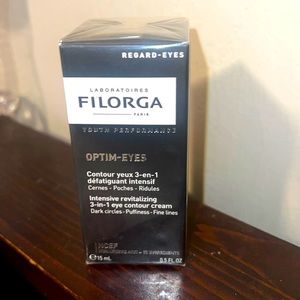 REGARD-EYES
LABORATOIRES
FILORGA
PARIS
YOUTH PERFORMANCE
OPTIM-EYES
Contour yeux 3-en-1
défatiguant intensif
Cernes - Poches - Ridules
Intensive revitalizing
3-in-1 eye contour cream
Dark circles - Puffiness - Fine lines
NCEF
℮ 15 mL
0.5 FL. OZ